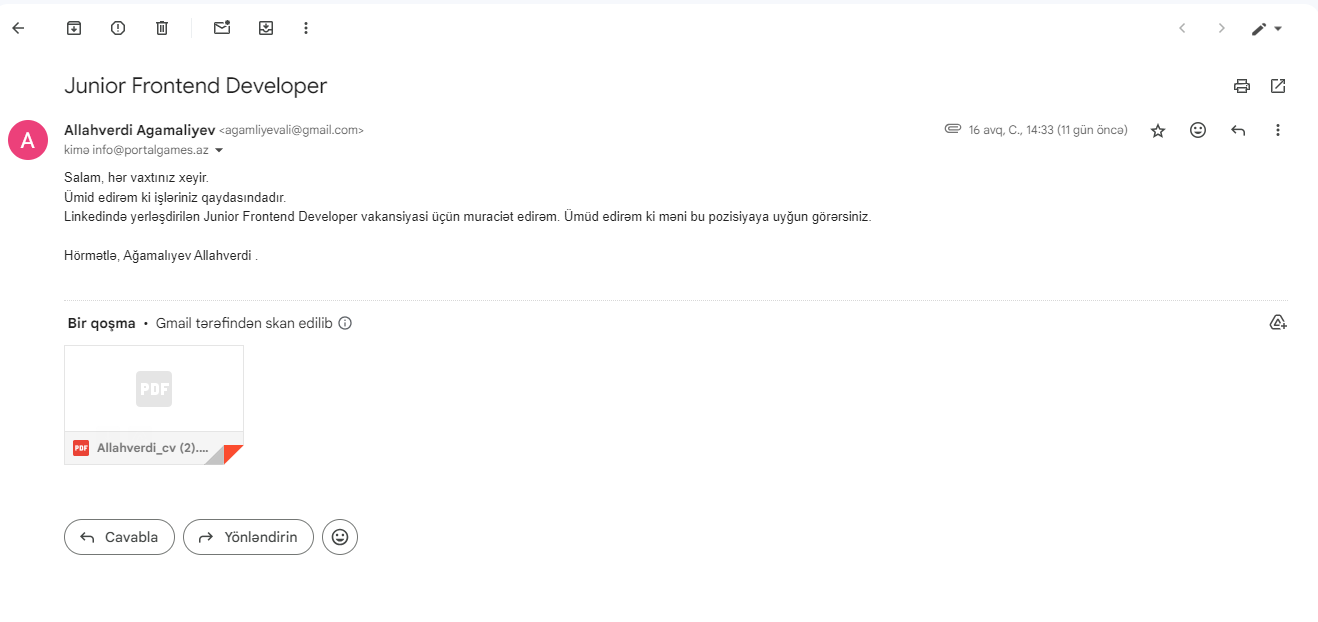 Junior Frontend Developer
A
Allahverdi Agamaliyev <agamliyevali@gmail.com>
16 avq, C., 14:33 (11 gün öncə)
kimə info@portalgames.az
Salam, hər vaxtınız xeyir.
Ümid edirəm ki işləriniz qaydasındadır.
Linkedində yerləşdirilən Junior Frontend Developer vakansiyasi üçün muraciət edirəm. Ümüd edirəm ki məni bu pozisiyaya uyğun görərsiniz.
Hörmətlə, Ağamalıyev Allahverdi .
Bir qoşma • Gmail tərəfindən skan edilib
PDF
PDF Allahverdi_cv (2)....
Cavabla
Yönləndirin